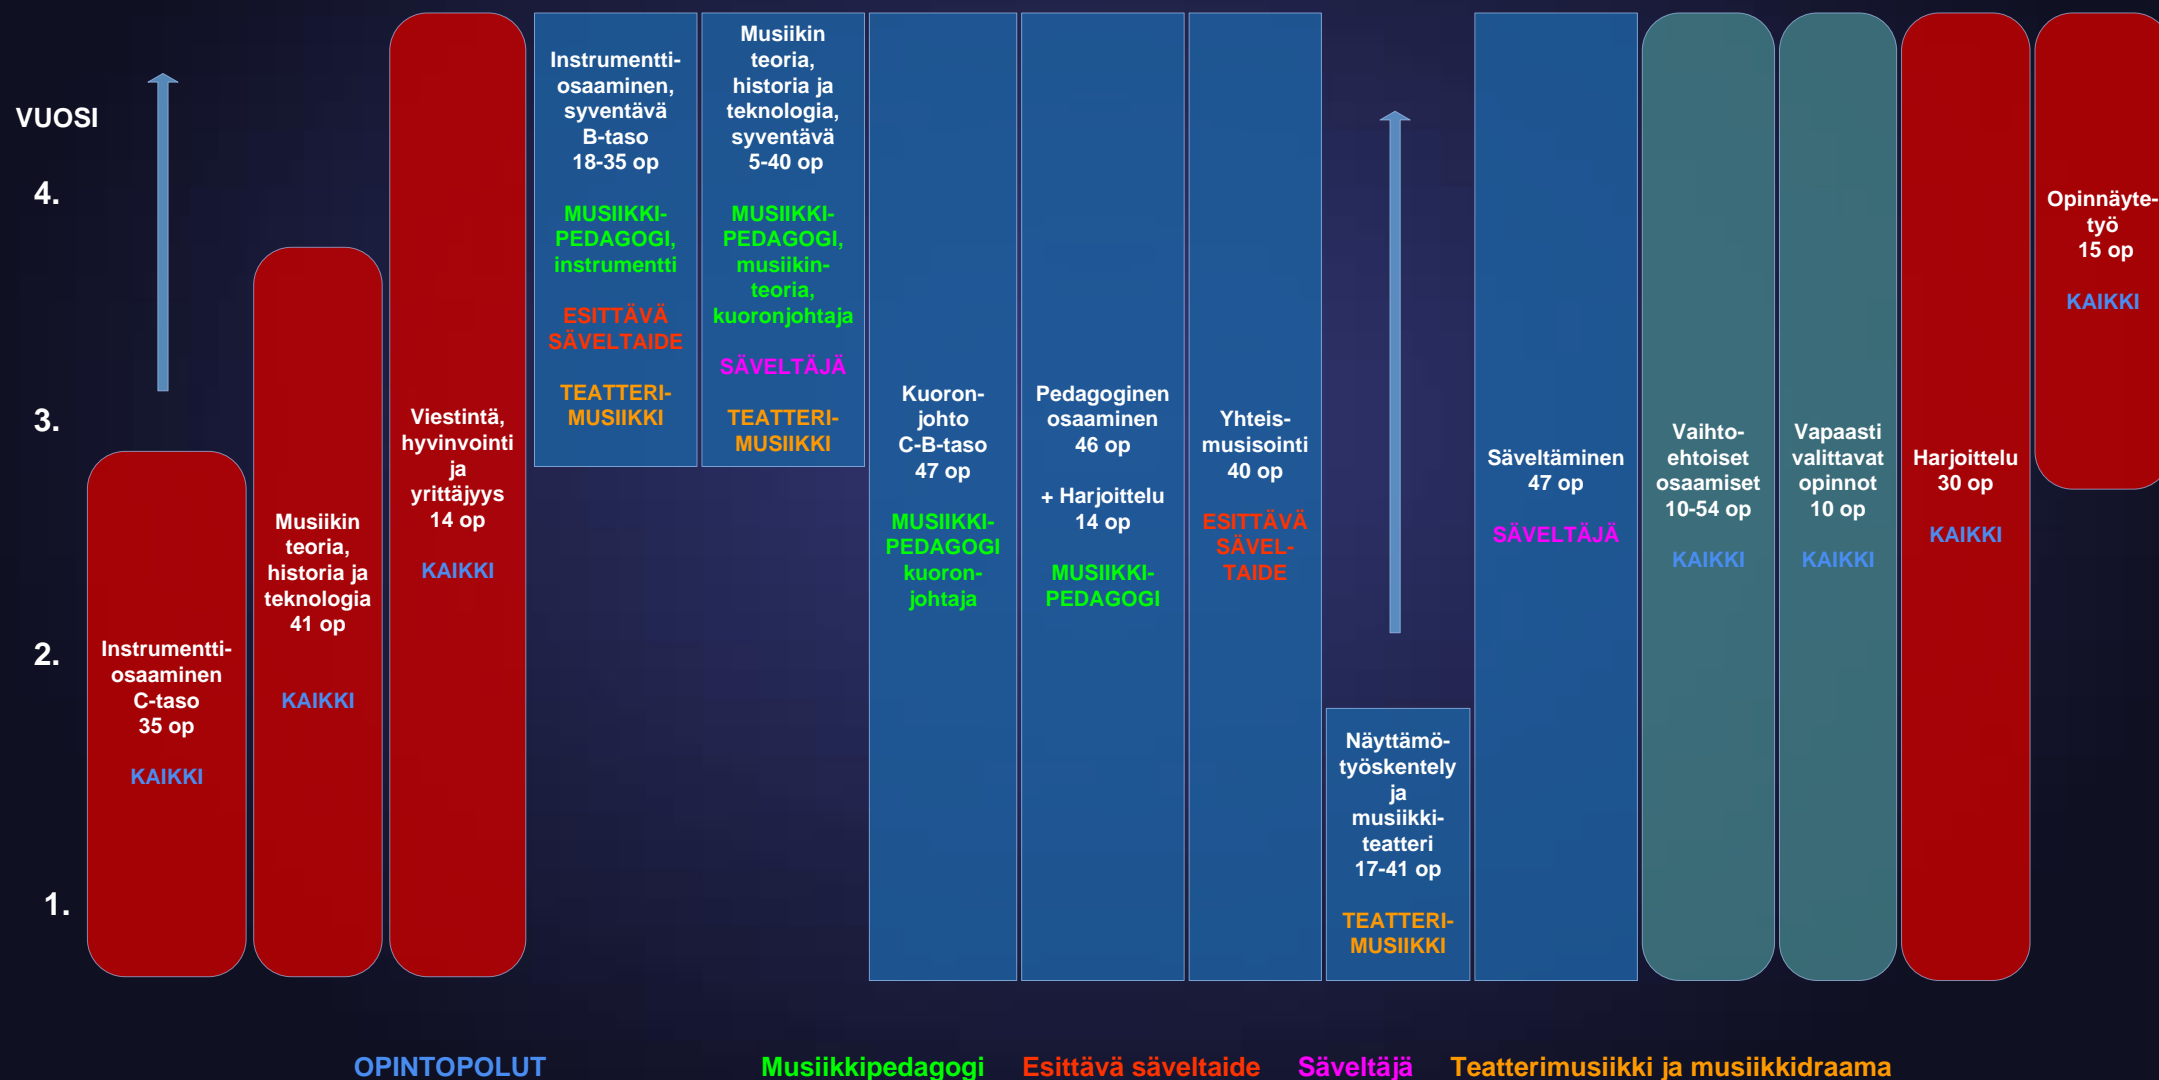 VUOSI
4.
3.
2.
1.
Instrumentti-
osaaminen
C-taso
35 op
KAIKKI
Musiikin
teoria,
historia ja
teknologia
41 op
KAIKKI
Viestintä,
hyvinvointi
ja
yrittäjyys
14 op
KAIKKI
Instrumentti-
osaaminen,
syventävä
B-taso
18-35 op
MUSIIKKI-
PEDAGOGI,
instrumentti
ESITTÄVÄ
SÄVELTAIDE
TEATTERI-
MUSIIKKI
Musiikin
teoria,
historia ja
teknologia,
syventävä
5-40 op
MUSIIKKI-
PEDAGOGI,
musiikin-
teoria,
kuoronjohtaja
SÄVELTÄJÄ
TEATTERI-
MUSIIKKI
Kuoron-
johto
C-B-taso
47 op
MUSIIKKI-
PEDAGOGI
kuoron-
johtaja
Pedagoginen
osaaminen
46 op
+ Harjoittelu
14 op
MUSIIKKI-
PEDAGOGI
Yhteis-
musisointi
40 op
ESITTÄVÄ
SÄVEL-
TAIDE
Näyttämö-
työskentely
ja
musiikki-
teatteri
17-41 op
TEATTERI-
MUSIIKKI
Säveltäminen
47 op
SÄVELTÄJÄ
Vaihto-
ehtoiset
osaamiset
10-54 op
KAIKKI
Vapaasti
valittavat
opinnot
10 op
KAIKKI
Harjoittelu
30 op
KAIKKI
Opinnäyte-
työ
15 op
KAIKKI
OPINTOPOLUT Musiikkipedagogi Esittävä säveltaide Säveltäjä Teatterimusiikki ja musiikkidraama